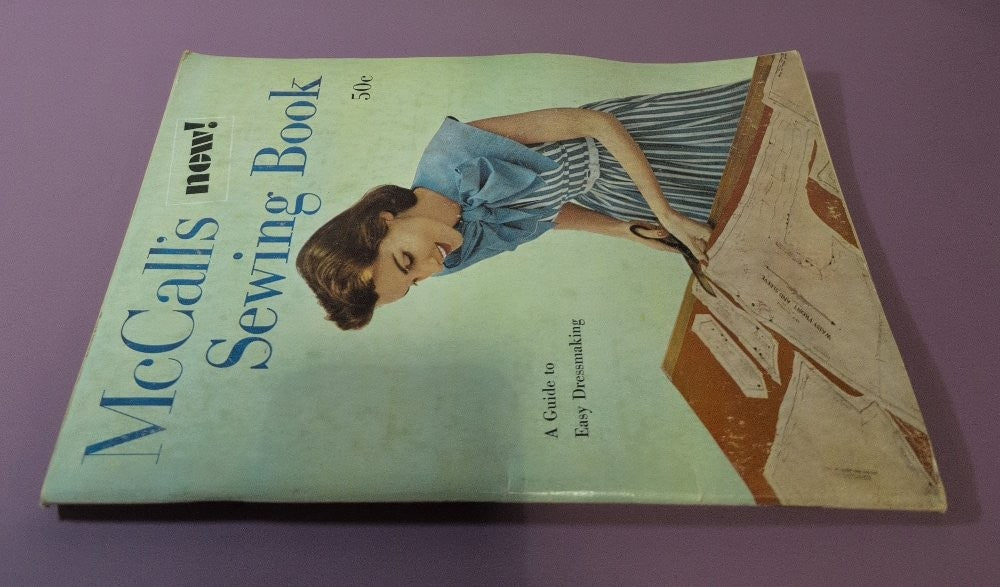 McCall's new!
Sewing Book
50c
A Guide to
Easy Dressmaking